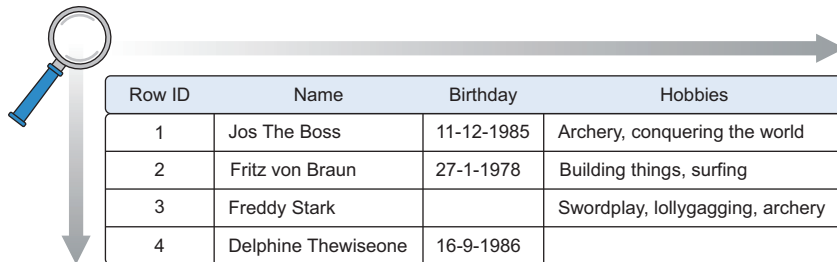 Row ID Name Birthday Hobbies
1 Jos The Boss 11-12-1985 Archery, conquering the world
2 Fritz von Braun 27-1-1978 Building things, surfing
3 Freddy Stark Swordplay, lollygagging, archery
4 Delphine Thewiseone 16-9-1986